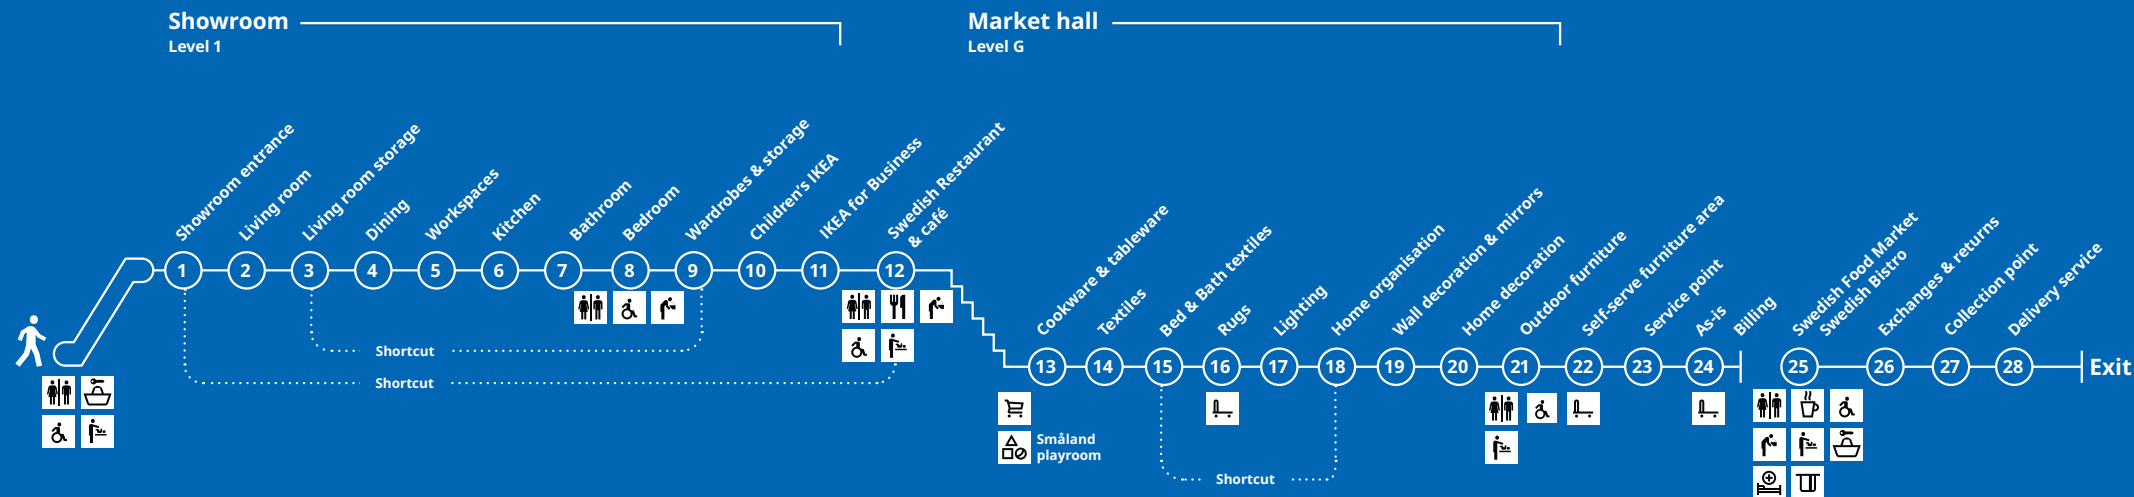 Showroom
Level 1
Market hall
Level G
Showroom entrance
Living room
Living room storage
Dining
Workspaces
Kitchen
Bathroom
Bedroom
Wardrobes & storage
Children's IKEA
IKEA for Business
Swedish Restaurant
& café
Cookware & tableware
Textiles
Bed & Bath textiles
Rugs
Lighting
Home organisation
Wall decoration & mirrors
Home decoration
Outdoor furniture
Self-serve furniture area
Service point
As-is
Billing
Swedish Food Market
Swedish Bistro
Exchanges & returns
Collection point
Delivery service
1 2 3 4 5 6 7 8 9 10 11 12
13 14 15 16 17 18 19 20 21 22 23 24 25 26 27 28 Exit
Shortcut
Shortcut
Småland
playroom
Shortcut